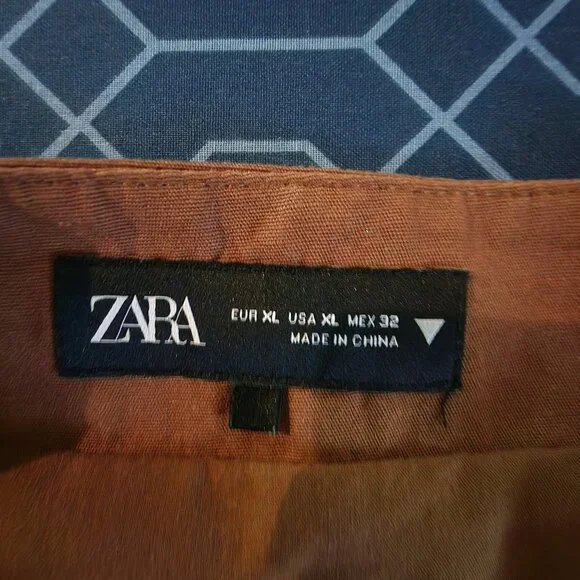 ZARA
EUR XL USA XL MEX 32
MADE IN CHINA